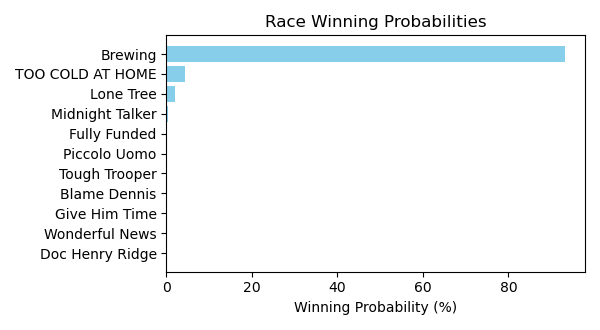 Race Winning Probabilities
Brewing
TOO COLD AT HOME
Lone Tree
Midnight Talker
Fully Funded
Piccolo Uomo
Tough Trooper
Blame Dennis
Give Him Time
Wonderful News
Doc Henry Ridge
0 20 40 60 80
Winning Probability (%)